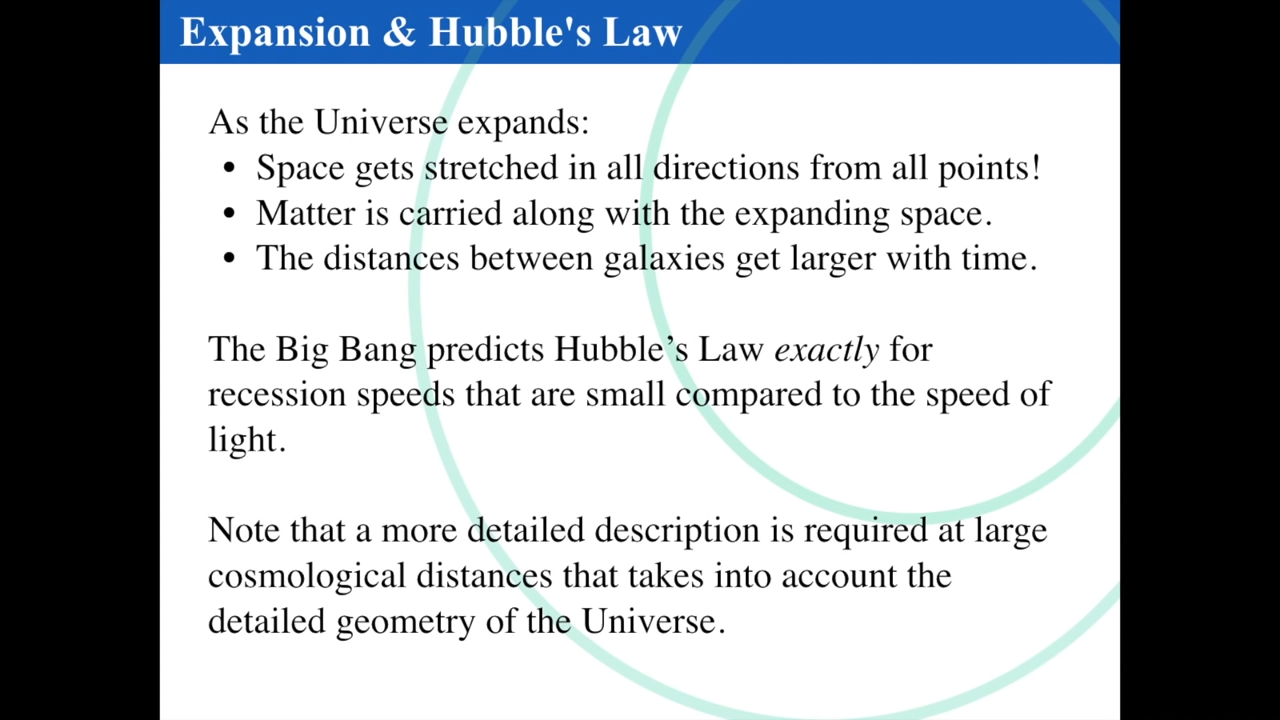 Expansion & Hubble's Law
As the Universe expands:
• Space gets stretched in all directions from all points!
• Matter is carried along with the expanding space.
• The distances between galaxies get larger with time.
The Big Bang predicts Hubble’s Law exactly for
recession speeds that are small compared to the speed of
light.
Note that a more detailed description is required at large
cosmological distances that takes into account the
detailed geometry of the Universe.